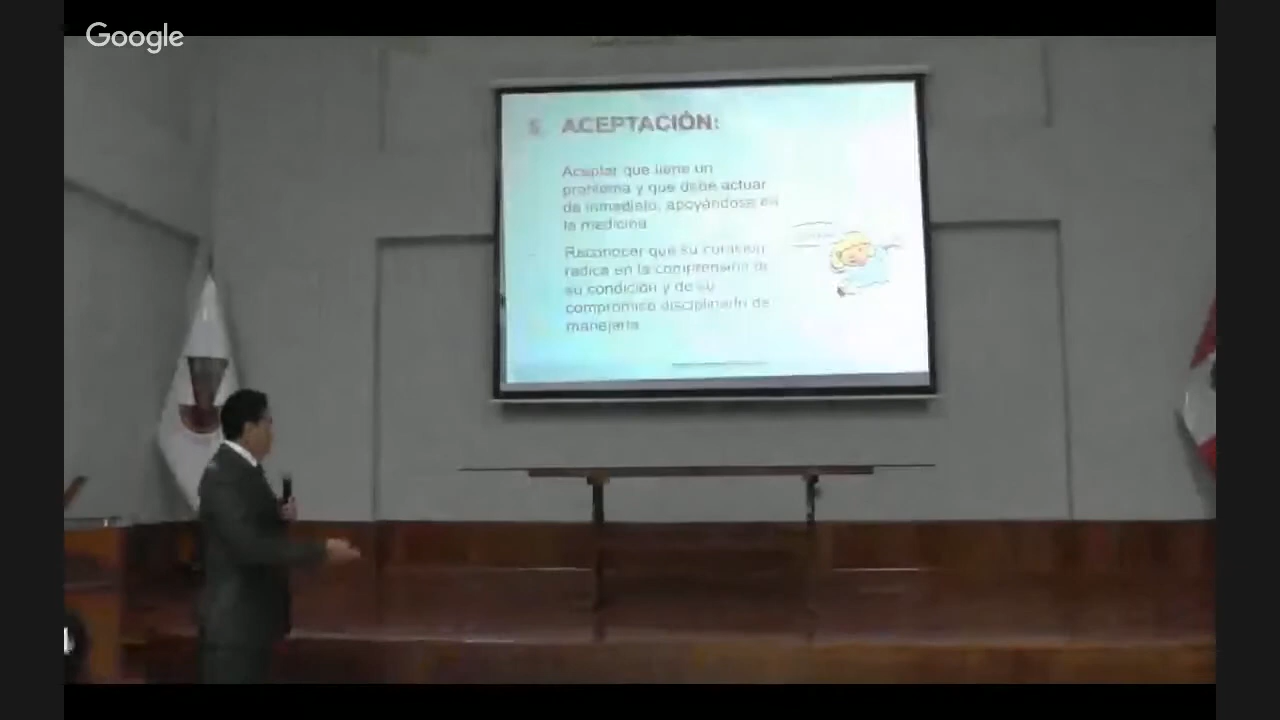 Google
5. ACEPTACIÓN:
Aceptar que tiene un
problema y que debe actuar
de inmediato, apoyándose en
la medicina
Reconocer que su curación
radica en la comprensión de
su condición y de su
compromiso disciplinario de
manejarla